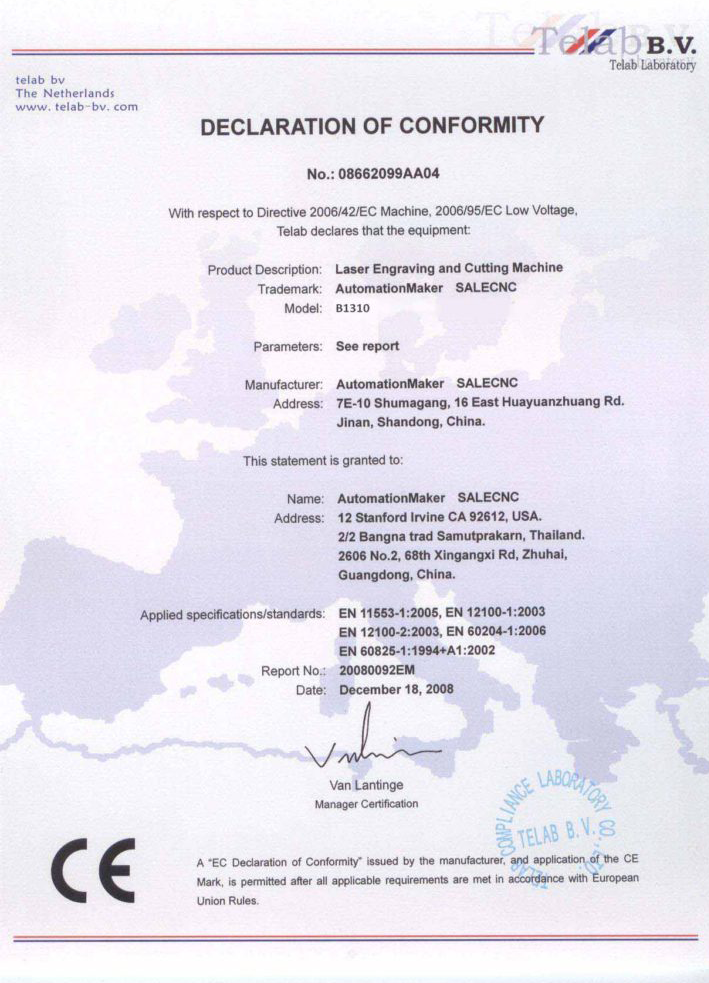 Telab B.V.
Telab Laboratory
telab bv
The Netherlands
www.telab-bv.com
DECLARATION OF CONFORMITY
No.: 08662099AA04
With respect to Directive 2006/42/EC Machine, 2006/95/EC Low Voltage,
Telab declares that the equipment:
Product Description: Laser Engraving and Cutting Machine
Trademark: AutomationMaker SALECNC
Model: B1310
Parameters: See report
Manufacturer: AutomationMaker SALECNC
Address: 7E-10 Shumagang, 16 East Huayuanzhuang Rd.
Jinan, Shandong, China.
This statement is granted to:
Name: AutomationMaker SALECNC
Address: 12 Stanford Irvine CA 92612, USA.
2/2 Bangna trad Samutprakarn, Thailand.
2606 No.2, 68th Xingangxi Rd, Zhuhai,
Guangdong, China.
Applied specifications/standards: EN 11553-1:2005, EN 12100-1:2003
EN 12100-2:2003, EN 60204-1:2006
EN 60825-1:1994+A1:2002
Report No.: 20080092EM
Date: December 18, 2008
Van Lantinge
Manager Certification
TELAB COMPLIANCE LABORATORY CO., LTD.
TELAB B.V.
CE
A "EC Declaration of Conformity" issued by the manufacturer, and application of the CE
Mark, is permitted after all applicable requirements are met in accordance with European
Union Rules.